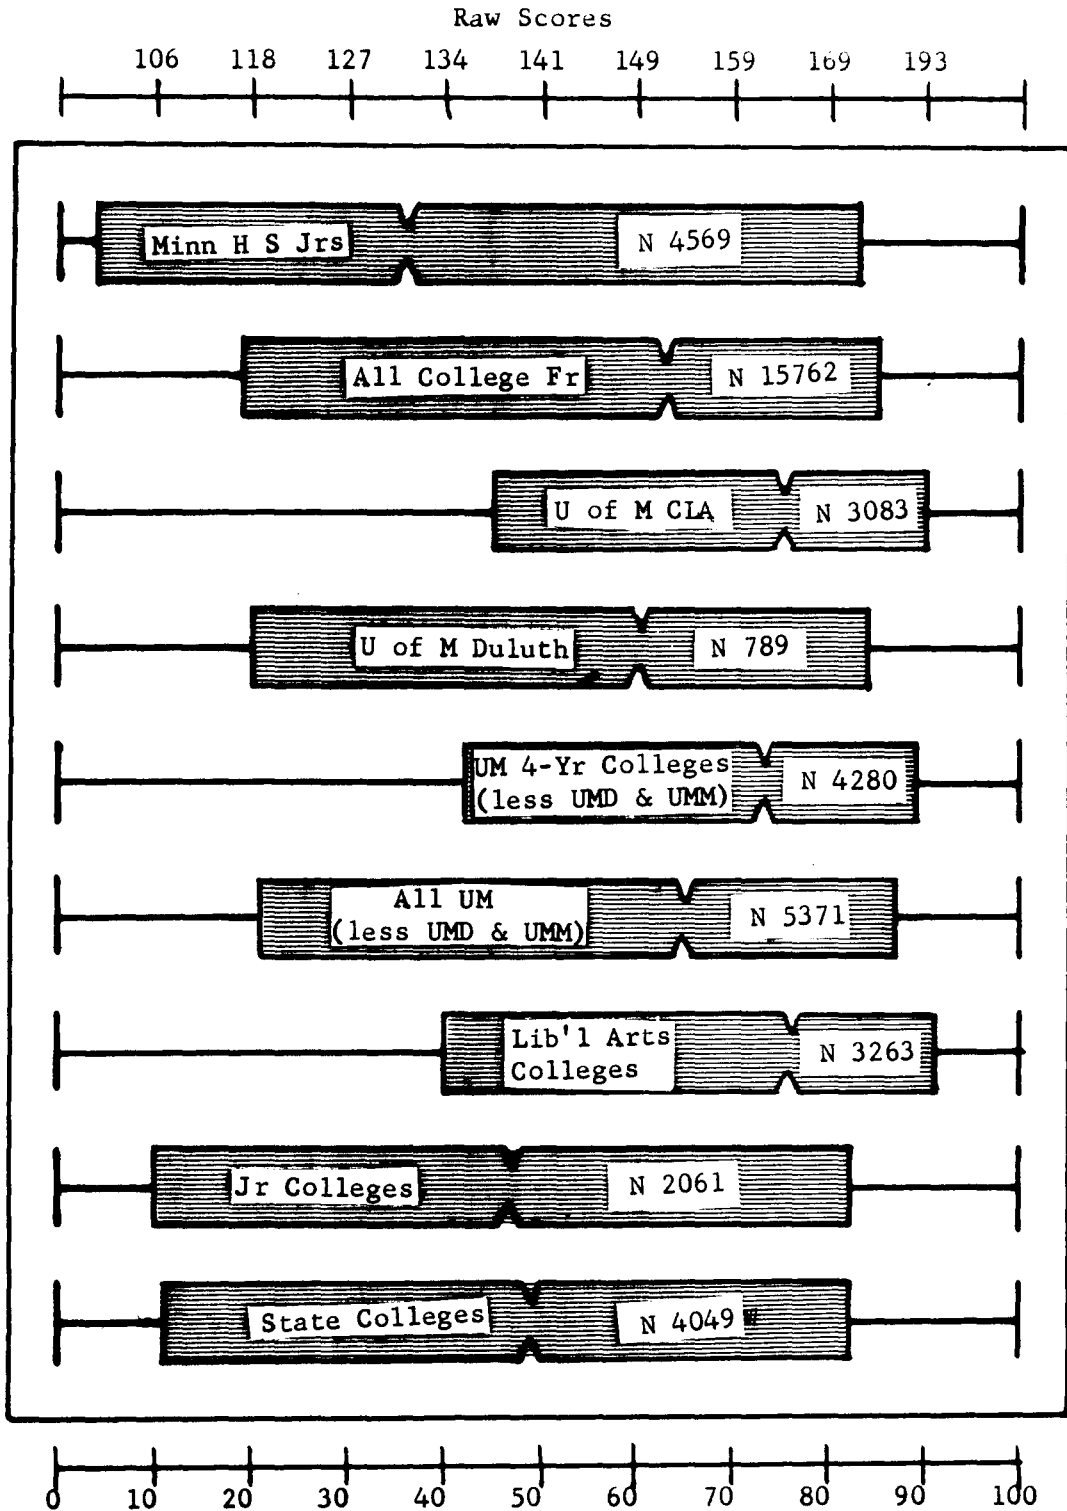 Raw Scores
106 118 127 134 141 149 159 169 193
Minn H S Jrs N 4569
All College Fr N 15762
U of M CLA N 3083
U of M Duluth N 789
UM 4-Yr Colleges
(less UMD & UMM) N 4280
All UM
(less UMD & UMM) N 5371
Lib'l Arts
Colleges N 3263
Jr Colleges N 2061
State Colleges N 4049
0 10 20 30 40 50 60 70 80 90 100